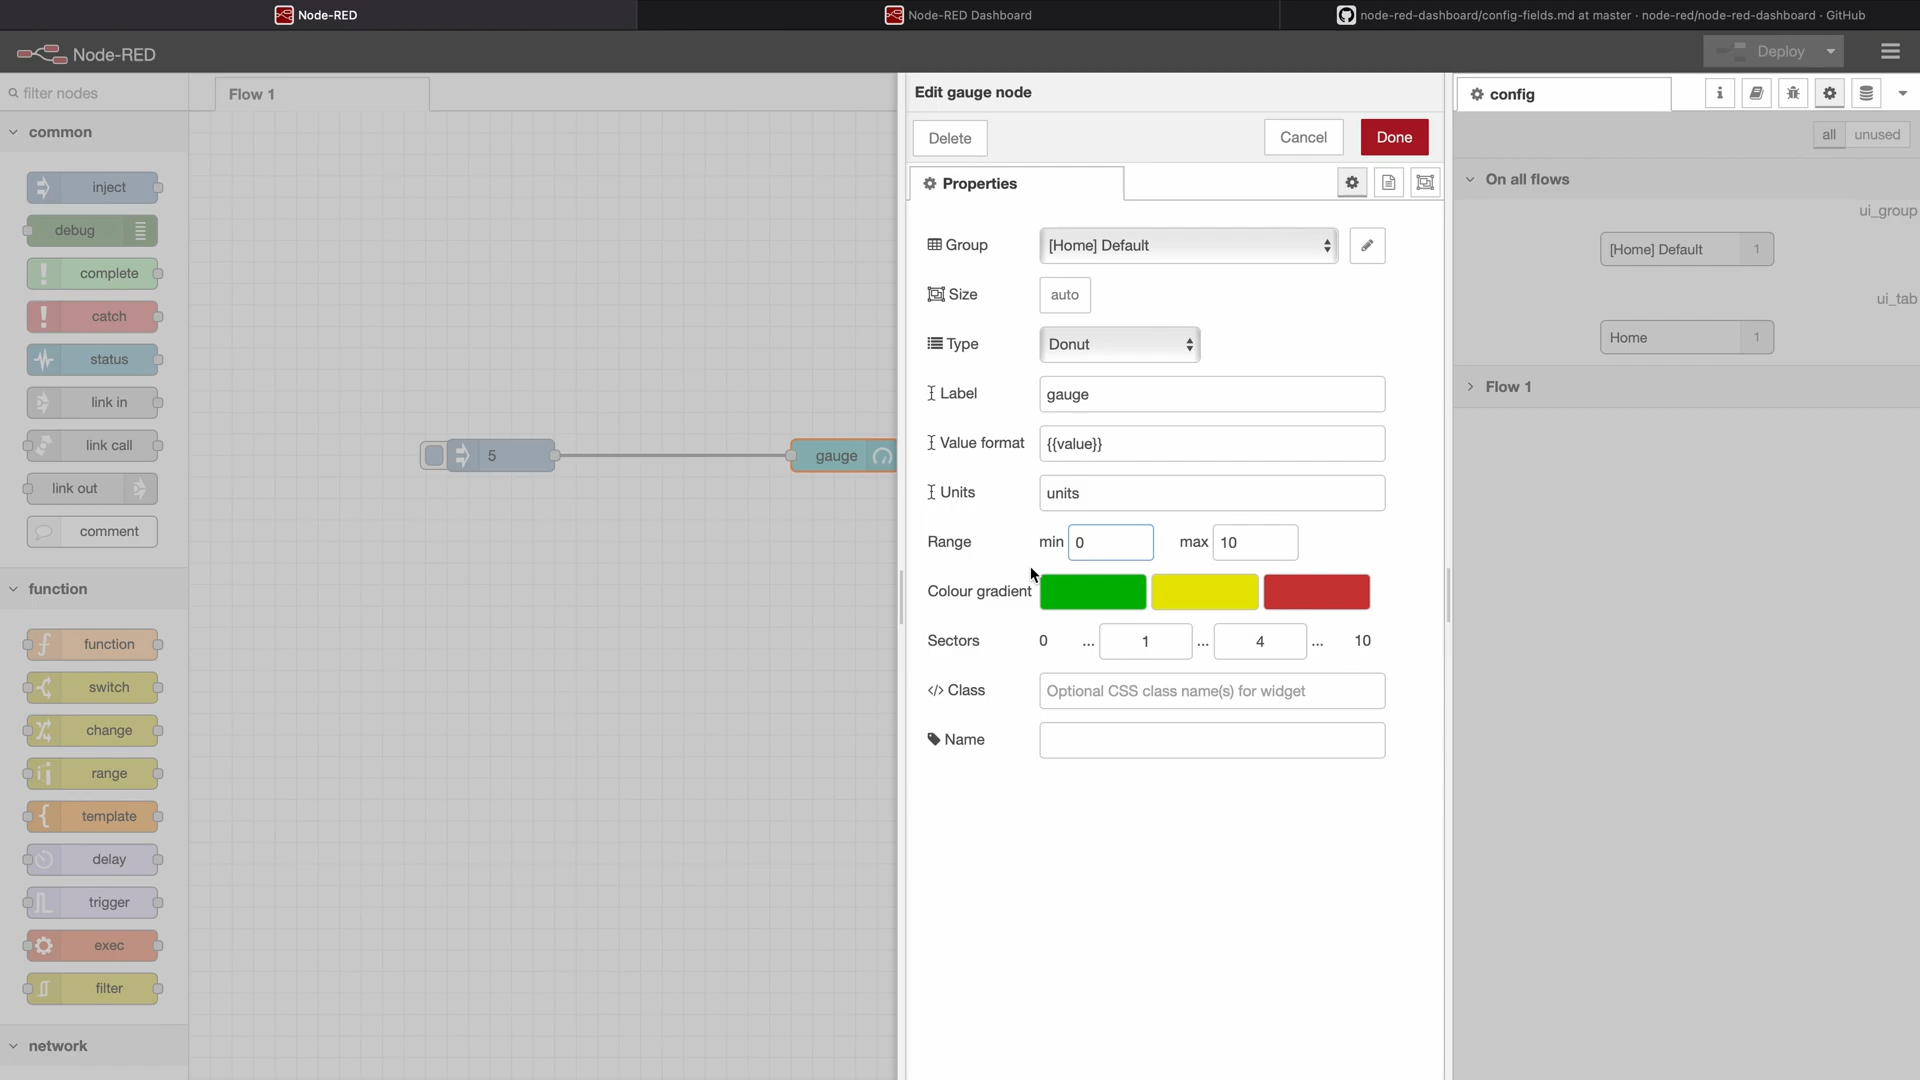 Node-RED
Node-RED Dashboard
node-red-dashboard/config-fields.md at master · node-red/node-red-dashboard · GitHub
Node-RED
Deploy
filter nodes
common
inject
debug
complete
catch
status
link in
link call
link out
comment
function
function
switch
change
range
template
delay
trigger
exec
filter
network
Flow 1
5
gauge
Edit gauge node
Delete
Cancel
Done
Properties
Group
[Home] Default
Size
auto
Type
Donut
Label
gauge
Value format
{{value}}
Units
units
Range
min 0
max 10
Colour gradient
Sectors
0 ... 1 ... 4 ... 10
</> Class
Optional CSS class name(s) for widget
Name
config
all
unused
On all flows
ui_group
[Home] Default 1
ui_tab
Home 1
Flow 1